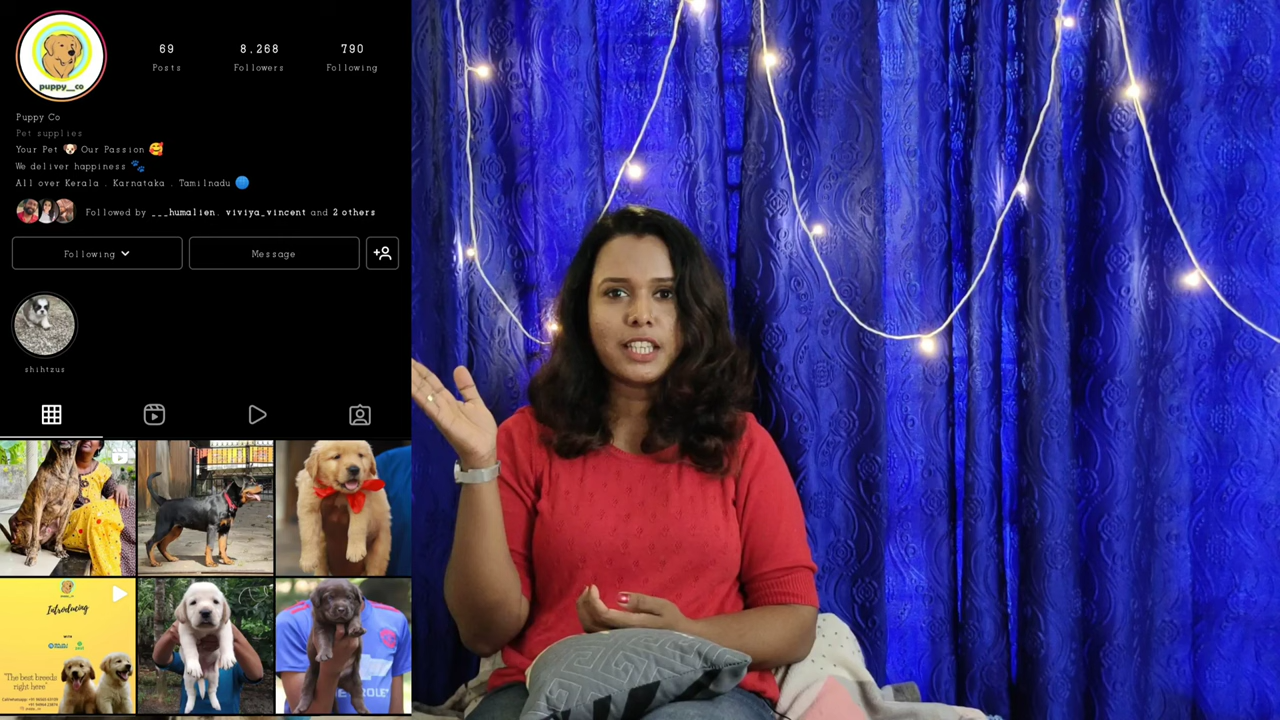 puppy__co
69
Posts
8,268
Followers
790
Following
Puppy Co
Pet supplies
Your Pet 🐶 Our Passion 🥰
We deliver happiness 🐾
All over Kerala . Karnataka . Tamilnadu 🔵
Followed by ___humalien. viviya_vincent and 2 others
Following
Message
shihtzus
Introducing
WITH
"The best breeds
right here"